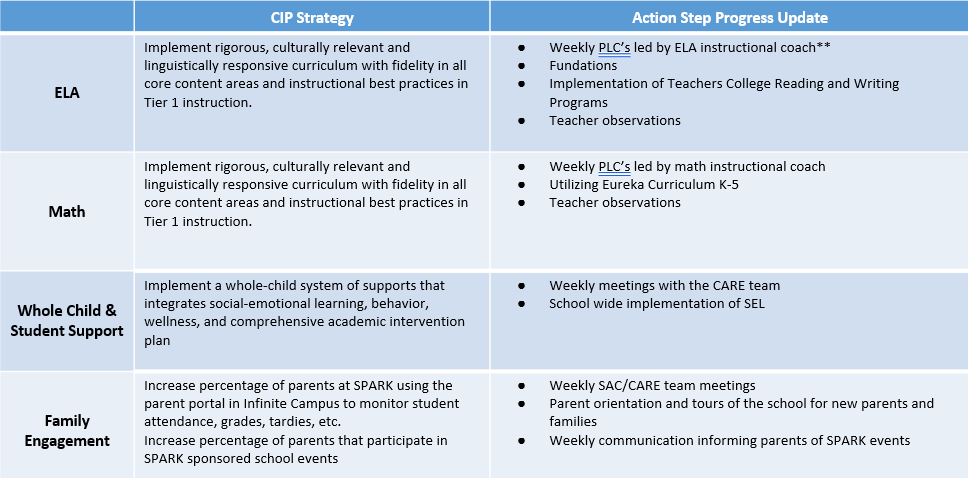 CIP Strategy
Action Step Progress Update
ELA
Implement rigorous, culturally relevant and
linguistically responsive curriculum with fidelity in all
core content areas and instructional best practices in
Tier 1 instruction.
● Weekly PLC's led by ELA instructional coach**
● Fundations
● Implementation of Teachers College Reading and Writing
Programs
● Teacher observations
Math
Implement rigorous, culturally relevant and
linguistically responsive curriculum with fidelity in all
core content areas and instructional best practices in
Tier 1 instruction.
● Weekly PLC's led by math instructional coach
● Utilizing Eureka Curriculum K-5
● Teacher observations
Whole Child &
Student Support
Implement a whole-child system of supports that
integrates social-emotional learning, behavior,
wellness, and comprehensive academic intervention
plan
● Weekly meetings with the CARE team
● School wide implementation of SEL
Family
Engagement
Increase percentage of parents at SPARK using the
parent portal in Infinite Campus to monitor student
attendance, grades, tardies, etc.
Increase percentage of parents that participate in
SPARK sponsored school events
● Weekly SAC/CARE team meetings
● Parent orientation and tours of the school for new parents and
families
● Weekly communication informing parents of SPARK events